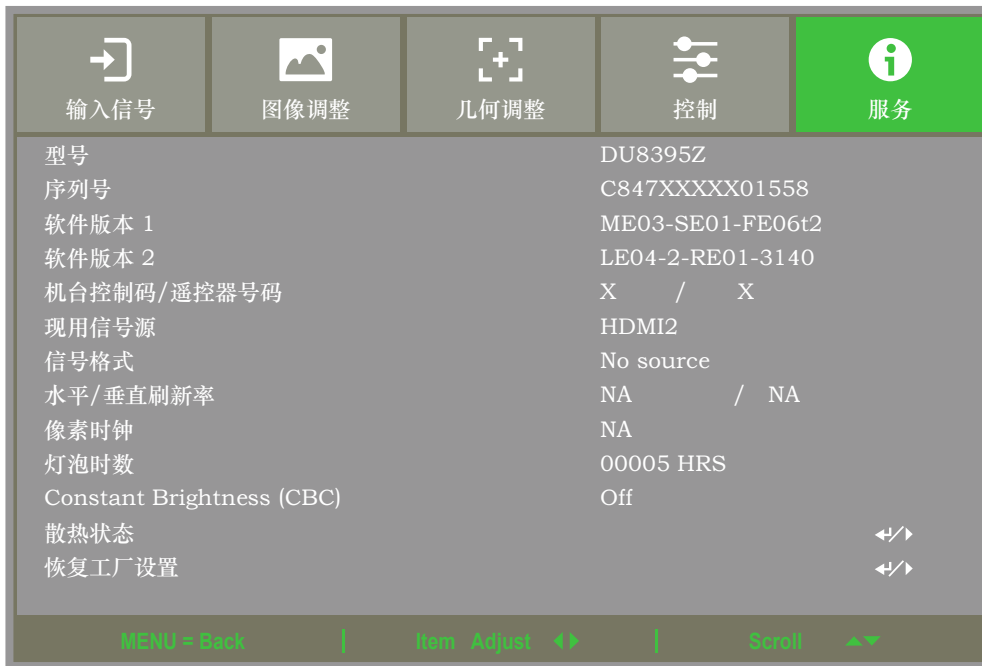 输入信号 图像调整 几何调整 控制 服务
型号 DU8395Z
序列号 C847XXXXX01558
软件版本 1 ME03-SE01-FE06t2
软件版本 2 LE04-2-RE01-3140
机台控制码/遥控器号码 X / X
现用信号源 HDMI2
信号格式 No source
水平/垂直刷新率 NA / NA
像素时钟 NA
灯泡时数 00005 HRS
Constant Brightness (CBC) Off
散热状态
恢复工厂设置
MENU = Back Item Adjust Scroll